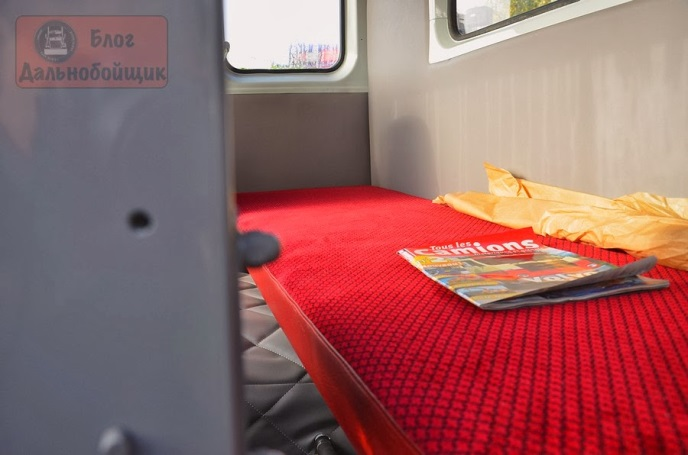 Блог
Дальнобойщик
Tous les
Camions